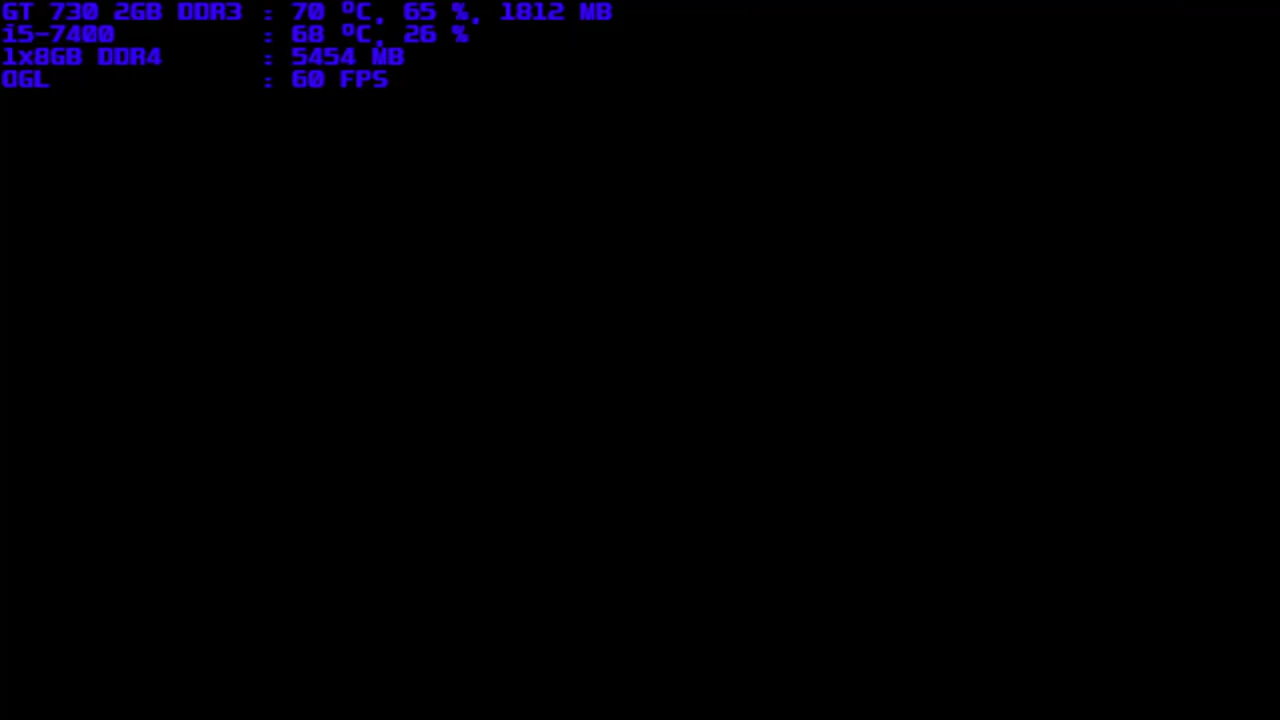 GT 730 2GB DDR3 : 70 ºC, 65 %, 1812 MB
i5-7400 : 68 ºC, 26 %
1x8GB DDR4 : 5454 MB
OGL : 60 FPS